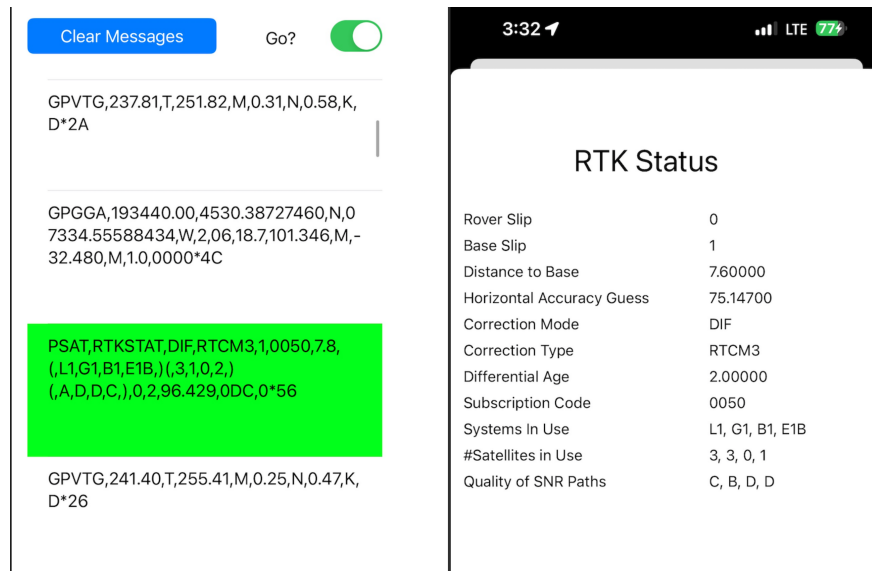 Clear Messages
Go?
GPVTG,237.81,T,251.82,M,0.31,N,0.58,K,
D*2A
GPGGA,193440.00,4530.38727460,N,0
7334.55588434,W,2,06,18.7,101.346,M,-
32.480,M,1.0,0000*4C
PSAT,RTKSTAT,DIF,RTCM3,1,0050,7.8,
(,L1,G1,B1,E1B,)(,3,1,0,2,)
(,A,D,D,C,),0,2,96.429,0DC,0*56
GPVTG,241.40,T,255.41,M,0.25,N,0.47,K,
D*26
3:32 LTE 77
RTK Status
Rover Slip 0
Base Slip 1
Distance to Base 7.60000
Horizontal Accuracy Guess 75.14700
Correction Mode DIF
Correction Type RTCM3
Differential Age 2.00000
Subscription Code 0050
Systems In Use L1, G1, B1, E1B
#Satellites in Use 3, 3, 0, 1
Quality of SNR Paths C, B, D, D